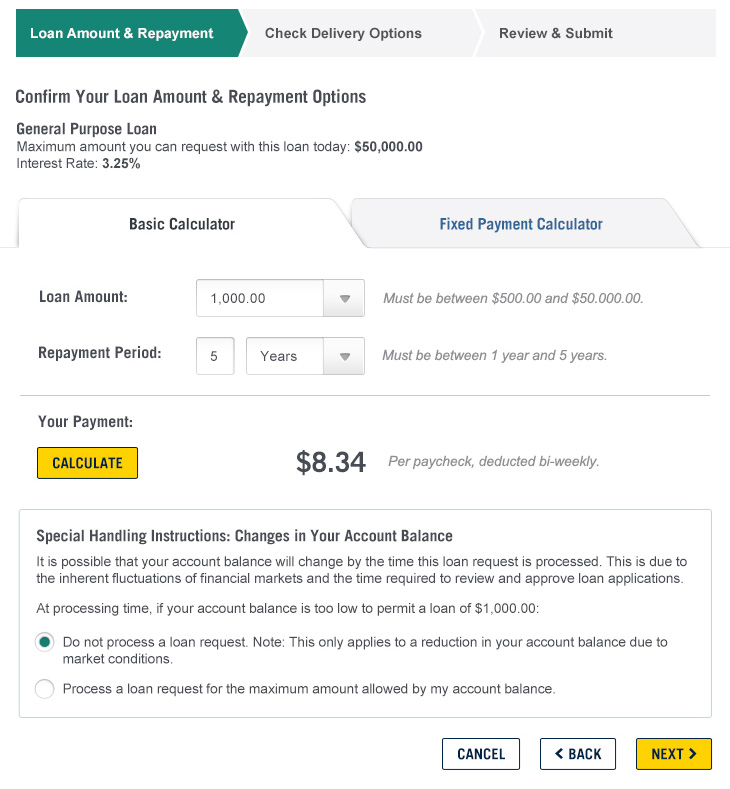 Loan Amount & Repayment
Check Delivery Options
Review & Submit
Confirm Your Loan Amount & Repayment Options
General Purpose Loan
Maximum amount you can request with this loan today: $50,000.00
Interest Rate: 3.25%
Basic Calculator
Fixed Payment Calculator
Loan Amount:
1,000.00
Must be between $500.00 and $50.000.00.
Repayment Period:
5
Years
Must be between 1 year and 5 years.
Your Payment:
CALCULATE
$8.34
Per paycheck, deducted bi-weekly.
Special Handling Instructions: Changes in Your Account Balance
It is possible that your account balance will change by the time this loan request is processed. This is due to
the inherent fluctuations of financial markets and the time required to review and approve loan applications.
At processing time, if your account balance is too low to permit a loan of $1,000.00:
Do not process a loan request. Note: This only applies to a reduction in your account balance due to
market conditions.
Process a loan request for the maximum amount allowed by my account balance.
CANCEL
BACK
NEXT